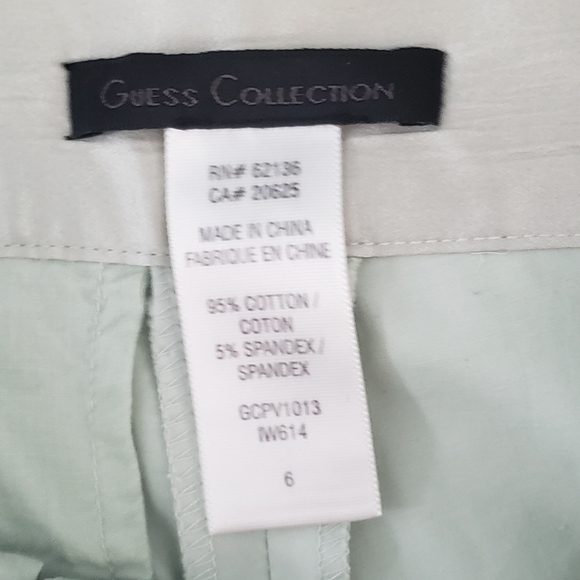 GUESS COLLECTION
RN# 62136
CA# 20625
MADE IN CHINA
FABRIQUE EN CHINE
95% COTTON /
COTON
5% SPANDEX /
SPANDEX
GCPV1013
IW614
6